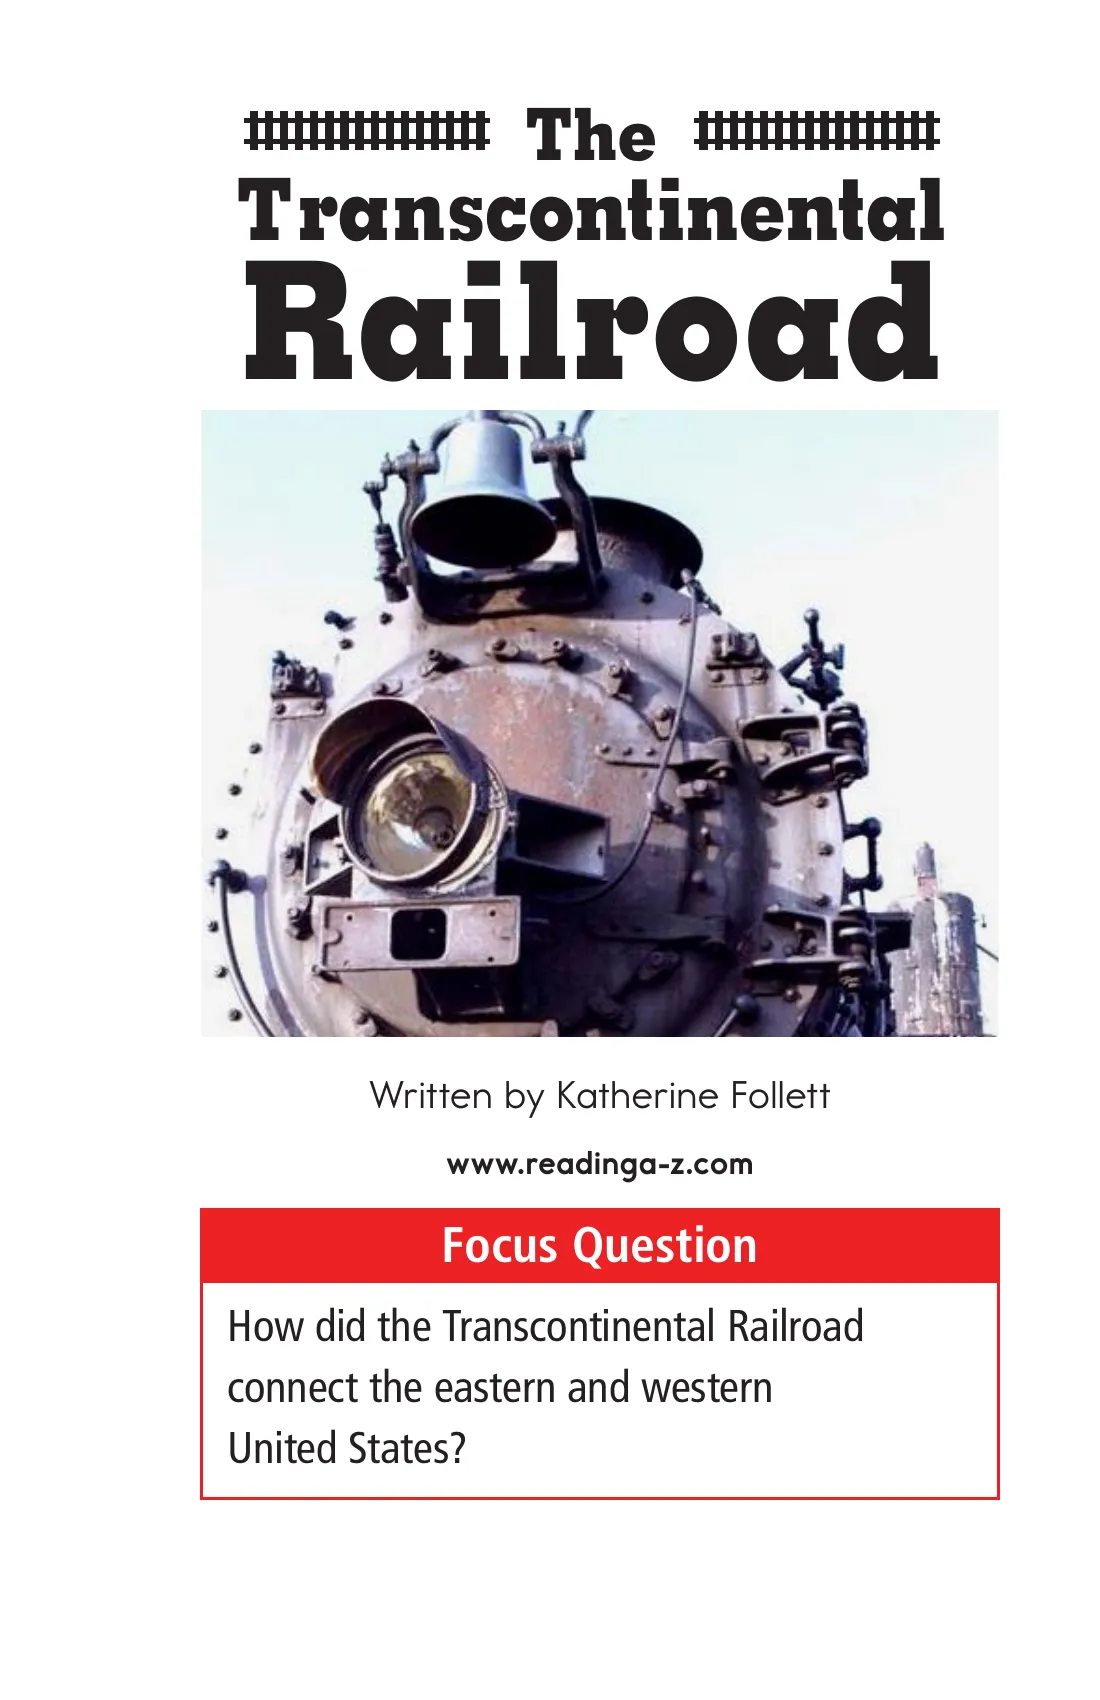 The
Transcontinental
Railroad
Written by Katherine Follett
www.readinga-z.com
Focus Question
How did the Transcontinental Railroad
connect the eastern and western
United States?